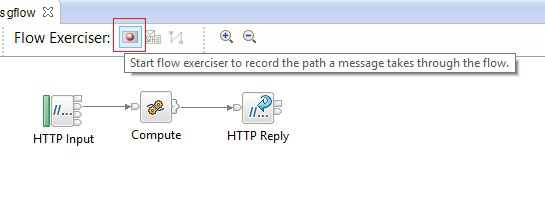 sgflow
Flow Exerciser:
Start flow exerciser to record the path a message takes through the flow.
HTTP Input
Compute
HTTP Reply